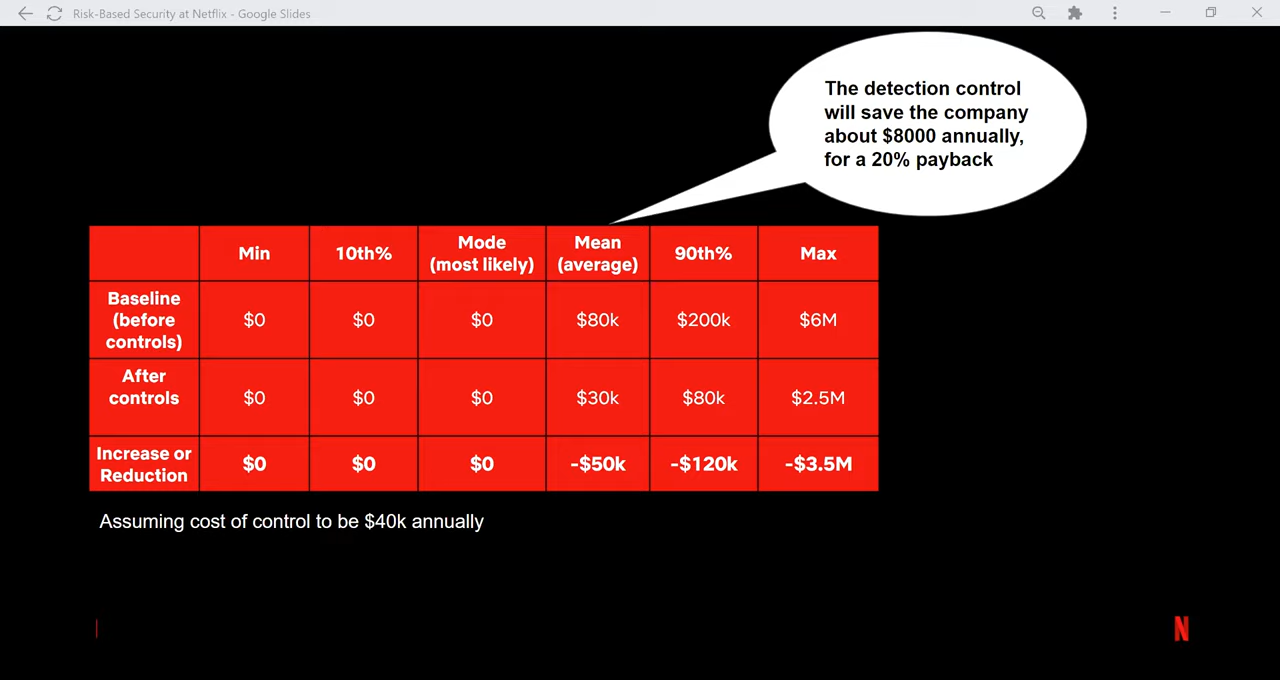 Risk-Based Security at Netflix - Google Slides
The detection control
will save the company
about $8000 annually,
for a 20% payback
Min
10th%
Mode
(most likely)
Mean
(average)
90th%
Max
Baseline
(before
controls)
$0
$0
$0
$80k
$200k
$6M
After
controls
$0
$0
$0
$30k
$80k
$2.5M
Increase or
Reduction
$0
$0
$0
-$50k
-$120k
-$3.5M
Assuming cost of control to be $40k annually
N